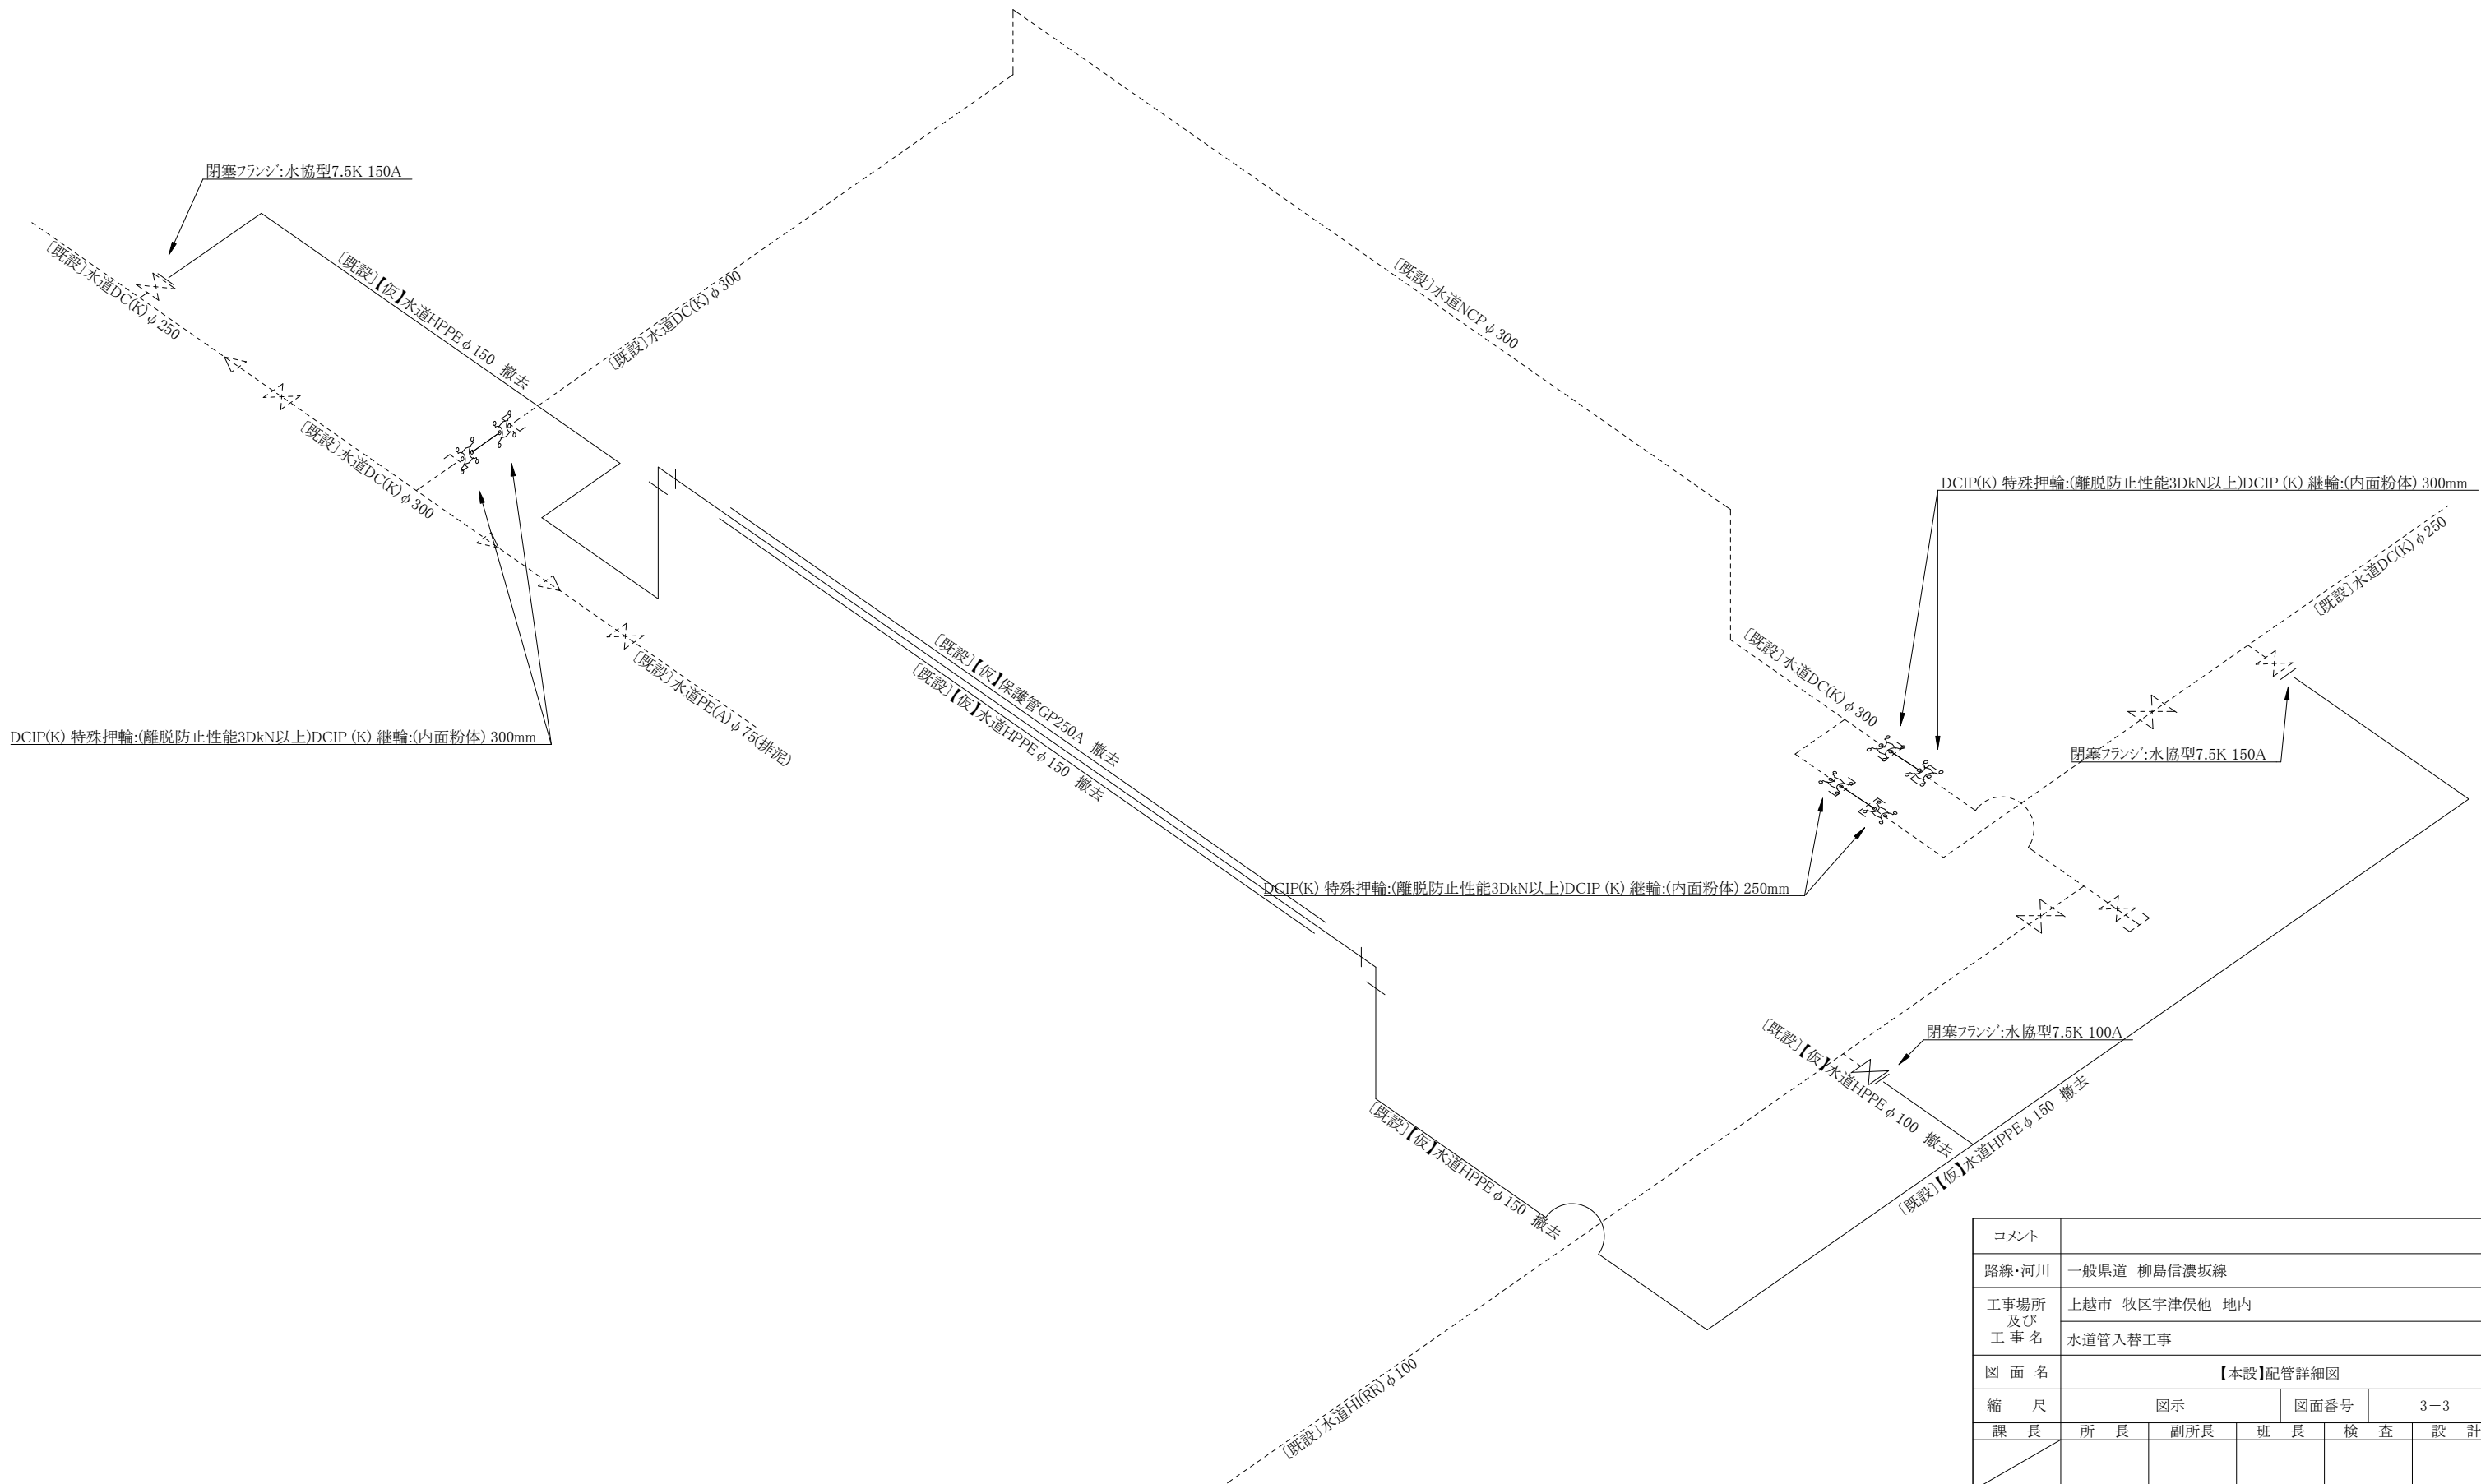 閉塞ﾌﾗﾝｼﾞ:水協型7.5K 150A
〔既設〕水道DC(K)φ250
〔既設〕【仮】水道HPPEφ150 撤去
〔既設〕水道DC(K)φ300
〔既設〕水道NCPφ300
〔既設〕水道DC(K)φ300
DCIP(K) 特殊押輪:(離脱防止性能3DkN以上)DCIP (K) 継輪:(内面粉体) 300mm
〔既設〕水道DC(K)φ250
〔既設〕水道PE(A)φ75(排泥)
〔既設〕【仮】保護管GP250A 撤去
〔既設〕【仮】水道HPPEφ150 撤去
〔既設〕水道DC(K)φ300
DCIP(K) 特殊押輪:(離脱防止性能3DkN以上)DCIP (K) 継輪:(内面粉体) 300mm
閉塞ﾌﾗﾝｼﾞ:水協型7.5K 150A
DCIP(K) 特殊押輪:(離脱防止性能3DkN以上)DCIP (K) 継輪:(内面粉体) 250mm
閉塞ﾌﾗﾝｼﾞ:水協型7.5K 100A
〔既設〕【仮】水道HPPEφ100 撤去
〔既設〕【仮】水道HPPEφ150 撤去
〔既設〕【仮】水道HPPEφ150 撤去
〔既設〕水道HI(RR)φ100
コメント
路線・河川 一般県道 柳島信濃坂線
工事場所 及び 工事名
上越市 牧区宇津俣他 地内
水道管入替工事
図面名 【本設】配管詳細図
縮尺 図示 図面番号 3-3
課長 所長 副所長 班長 検査 設計